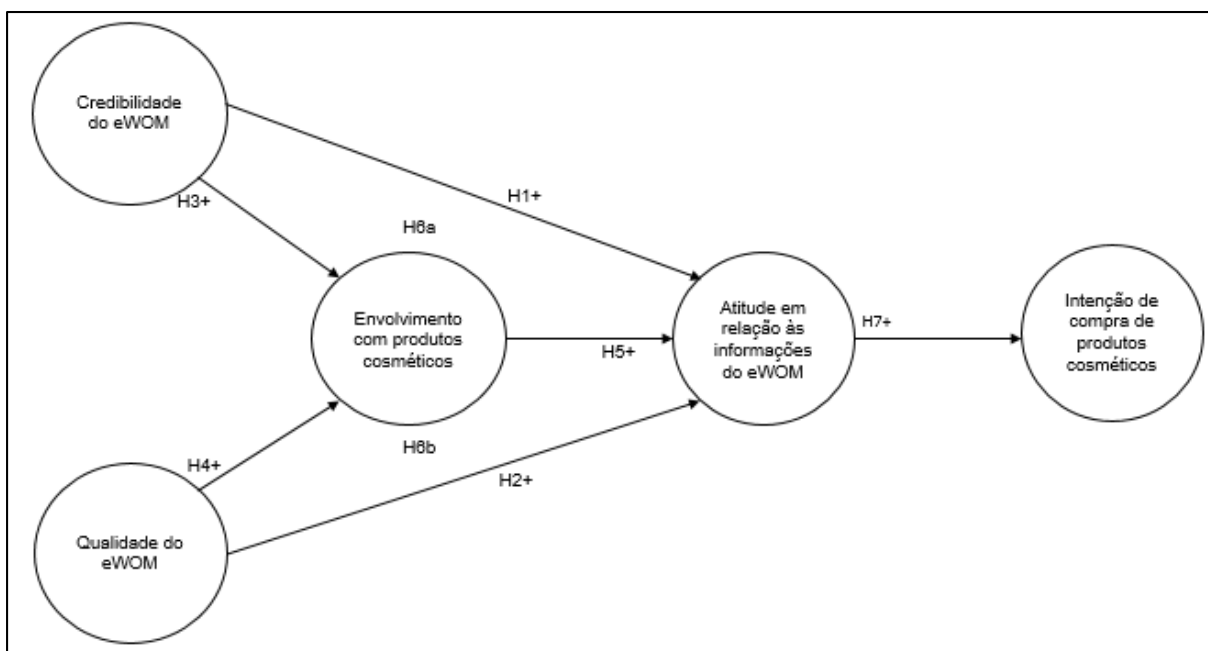 Credibilidade
do eWOM
H3+
H1+
H6a
Envolvimento
com produtos
cosméticos
H5+
Atitude em
relação às
informações
do eWOM
H7+
Intenção de
compra de
produtos
cosméticos
H6b
H4+
H2+
Qualidade do
eWOM